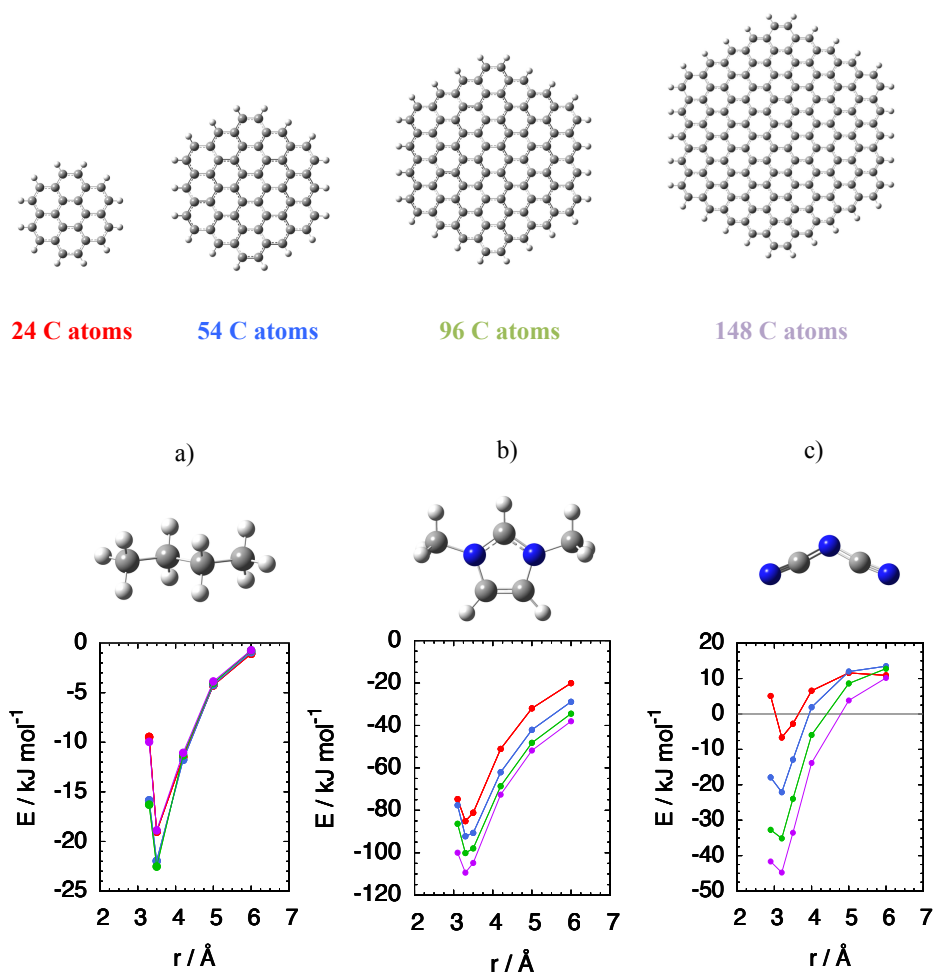 24 C atoms 54 C atoms 96 C atoms 148 C atoms
a) b) c)
0
-5
-10
-15
-20
-25
E / kJ mol⁻¹
2 3 4 5 6 7
r / Å
0
-20
-40
-60
-80
-100
-120
E / kJ mol⁻¹
2 3 4 5 6 7
r / Å
20
10
0
-10
-20
-30
-40
-50
E / kJ mol⁻¹
2 3 4 5 6 7
r / Å